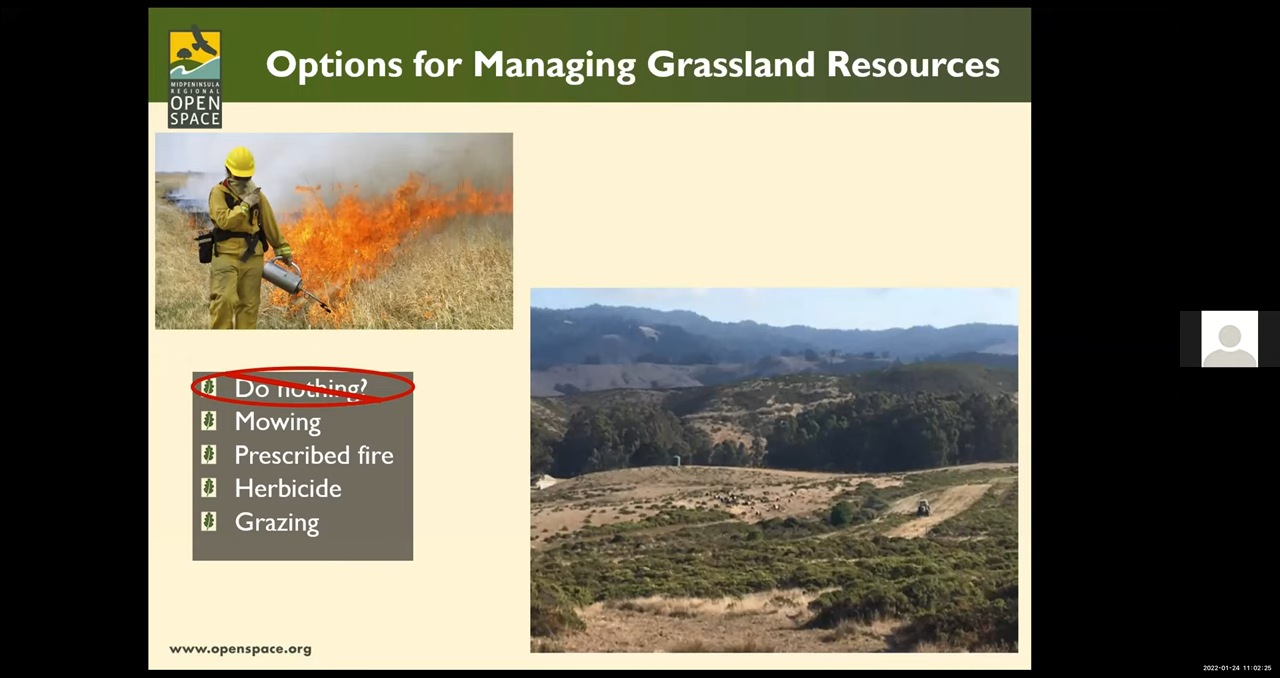 Options for Managing Grassland Resources
MIDPENINSULA
REGIONAL
OPEN
SPACE
Do nothing?
Mowing
Prescribed fire
Herbicide
Grazing
www.openspace.org
2022-01-24 11:02:25